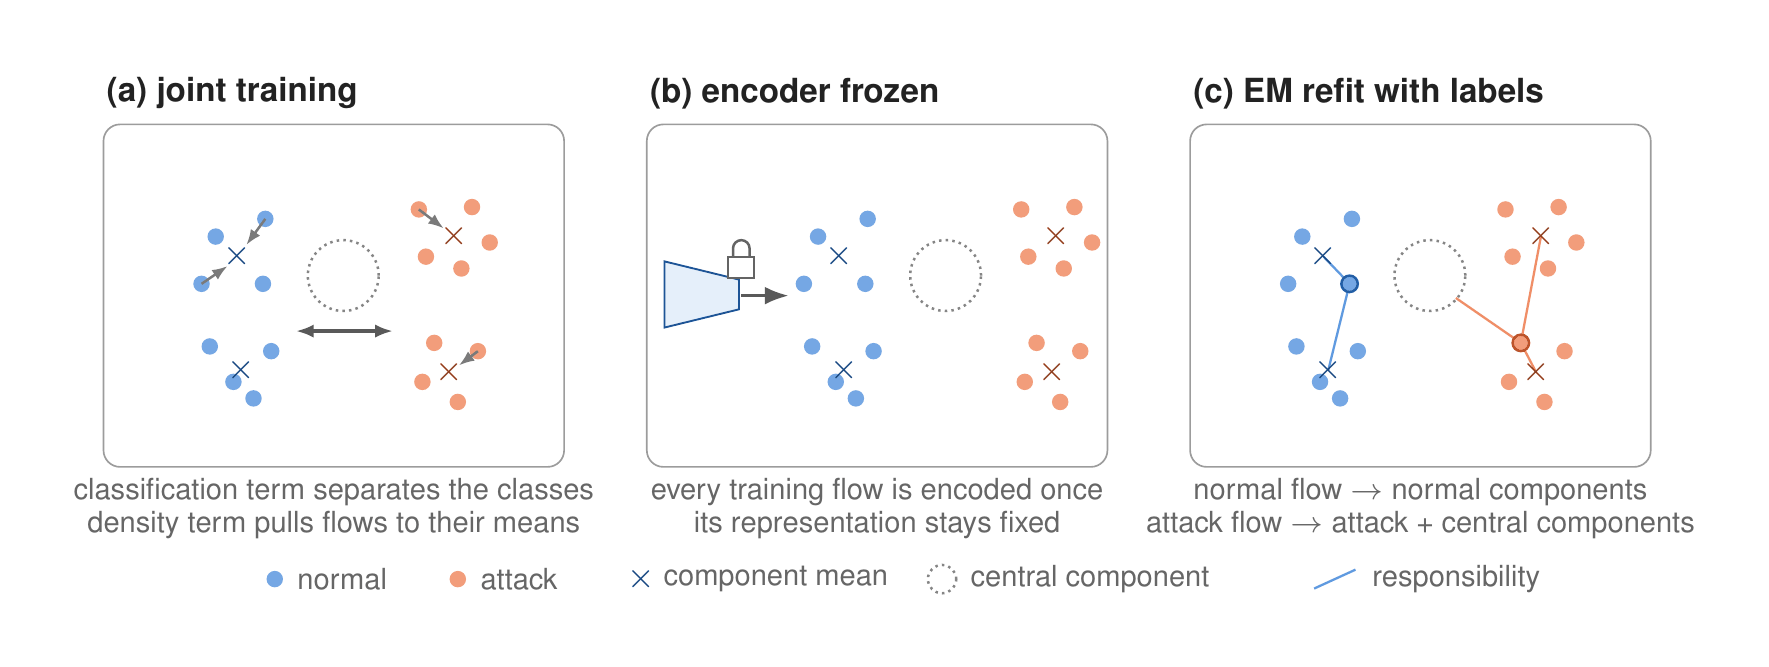 (a) joint training
(b) encoder frozen
(c) EM refit with labels
classification term separates the classes
density term pulls flows to their means
every training flow is encoded once
its representation stays fixed
normal flow → normal components
attack flow → attack + central components
normal
attack
component mean
central component
responsibility